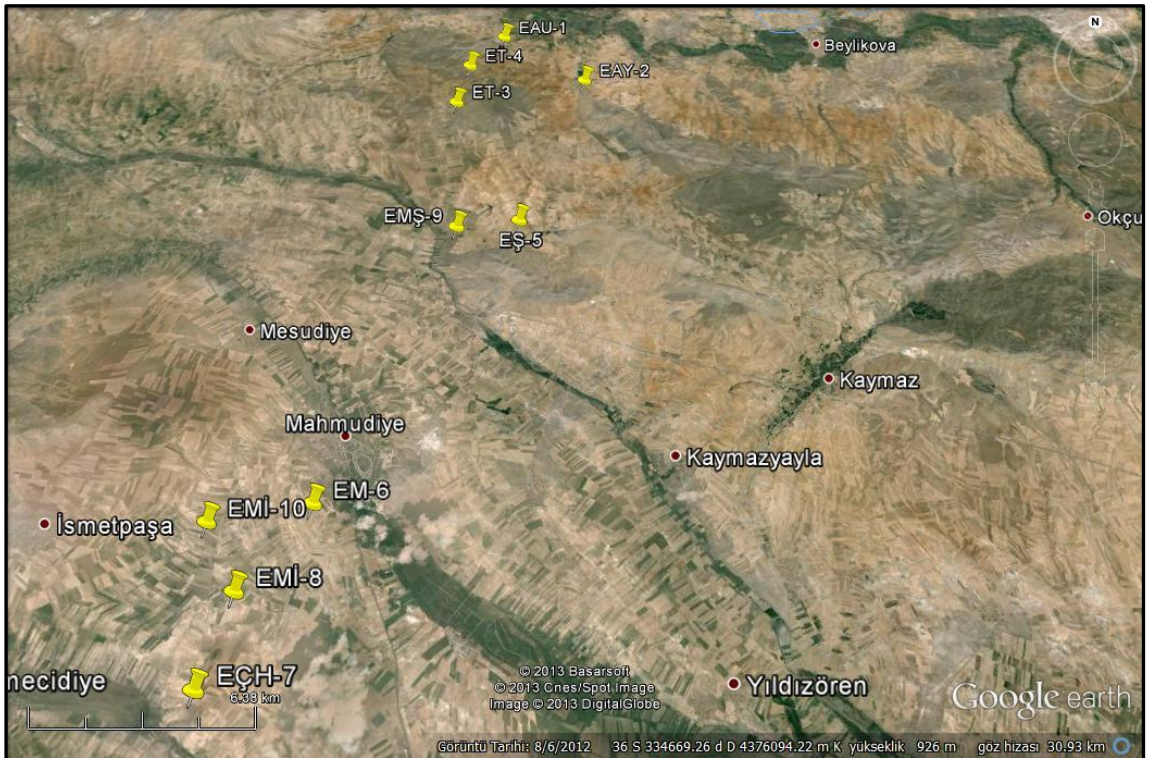 N
EAU-1
Beylikova
ET-4
EAY-2
ET-3
EMŞ-9
EŞ-5
Okçu
Mesudiye
Kaymaz
Mahmudiye
Kaymazyayla
EM-6
EMİ-10
İsmetpaşa
EMİ-8
EÇH-7
mecidiye
6.38 km
© 2013 Basarsoft
© 2013 Cnes/Spot Image
Image © 2013 DigitalGlobe
Yıldızören
Google earth
Görüntü Tarihi: 8/6/2012 36 S 334669.26 d D 4376094.22 m K yükseklik 926 m göz hizası 30.93 km